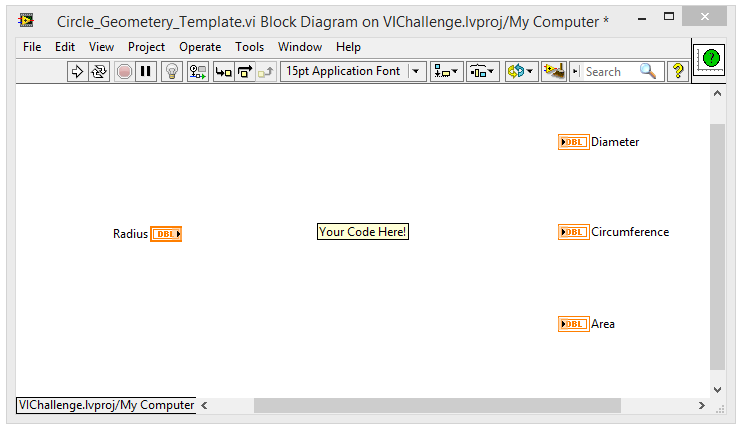 Circle_Geometery_Template.vi Block Diagram on VIChallenge.lvproj/My Computer *
File Edit View Project Operate Tools Window Help
15pt Application Font Search ?
?
DBL Diameter
Radius DBL Your Code Here! DBL Circumference
DBL Area
VIChallenge.lvproj/My Computer